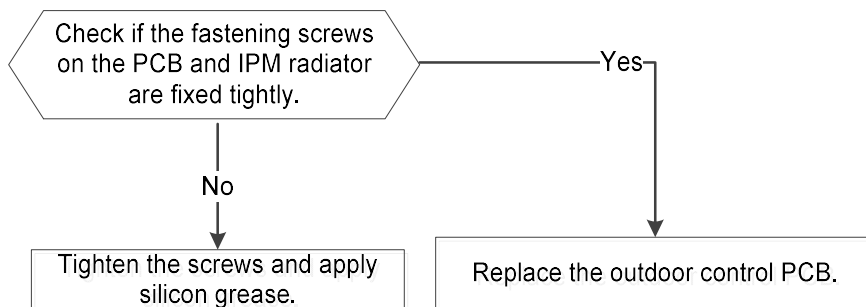 Check if the fastening screws
on the PCB and IPM radiator
are fixed tightly.
Yes
No
Tighten the screws and apply
silicon grease.
Replace the outdoor control PCB.